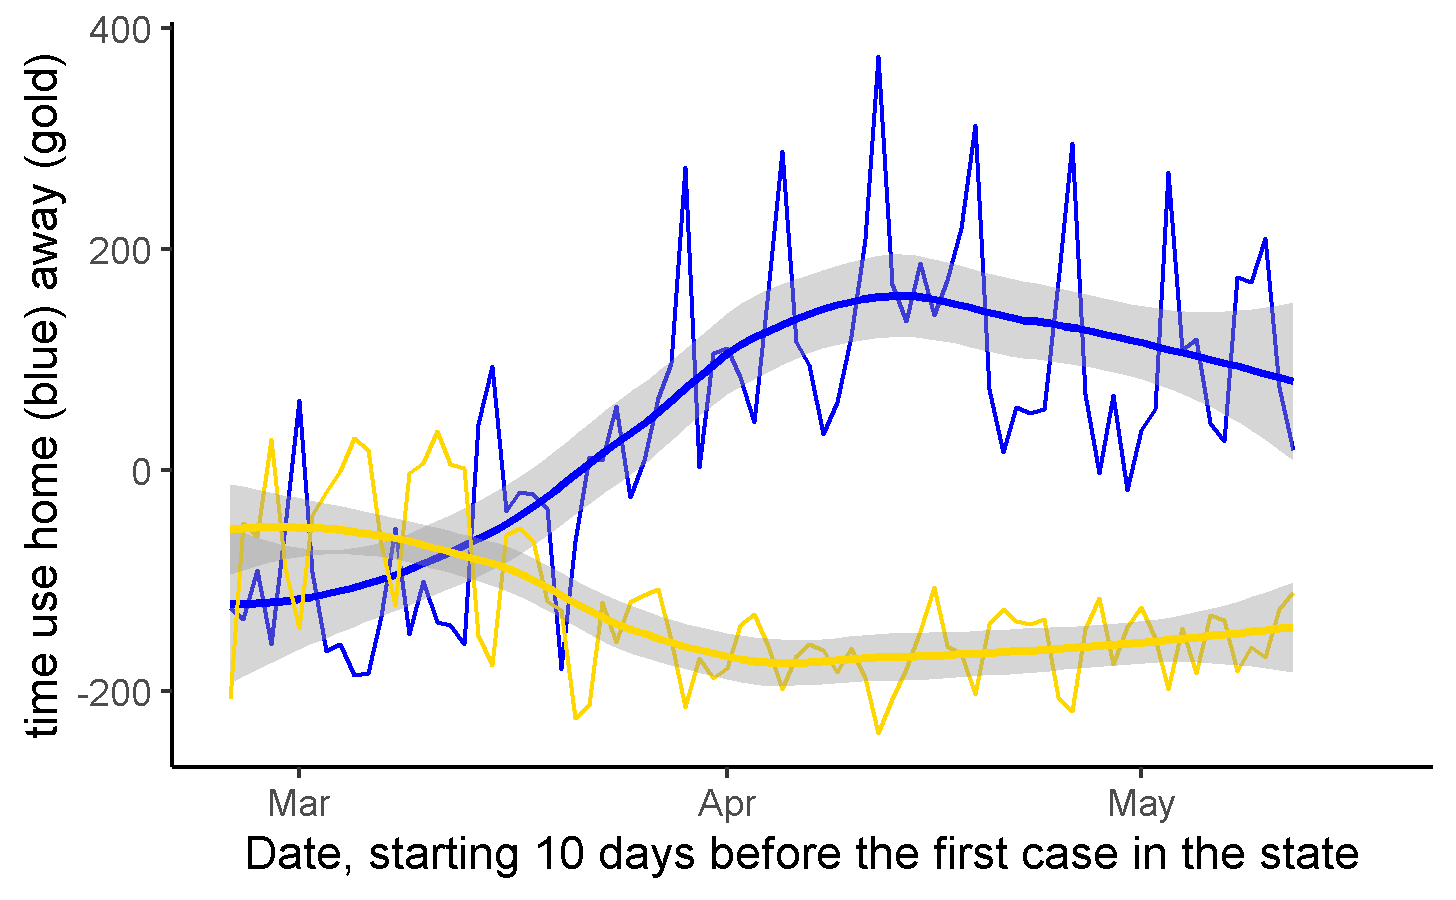 time use home (blue) away (gold)
400
200
0
-200
Mar
Apr
May
Date, starting 10 days before the first case in the state